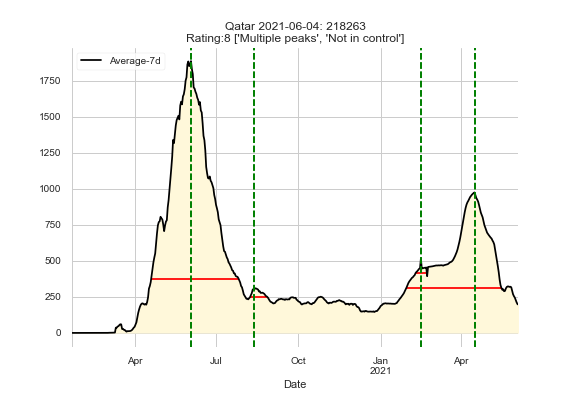 Qatar 2021-06-04: 218263
Rating:8 ['Multiple peaks', 'Not in control']
Average-7d
1750
1500
1250
1000
750
500
250
0
Apr
Jul
Oct
Jan
2021
Apr
Date